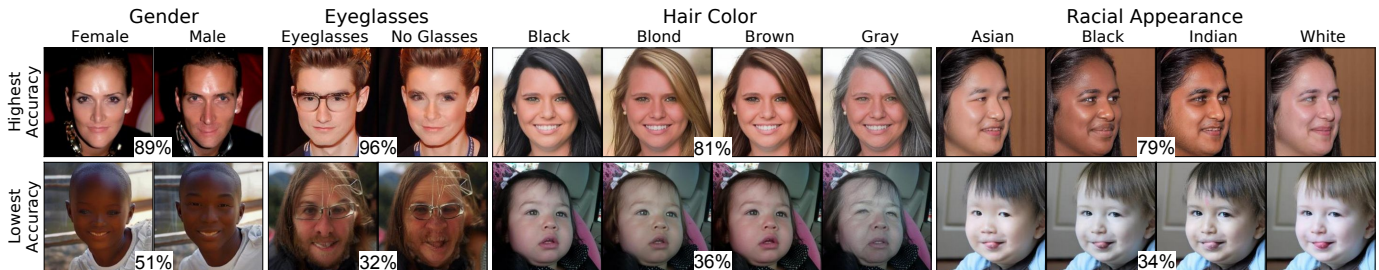 Gender Eyeglasses Hair Color Racial Appearance
Female Male Eyeglasses No Glasses Black Blond Brown Gray Asian Black Indian White
Highest
Accuracy
89% 96% 81% 79%
Lowest
Accuracy
51% 32% 36% 34%